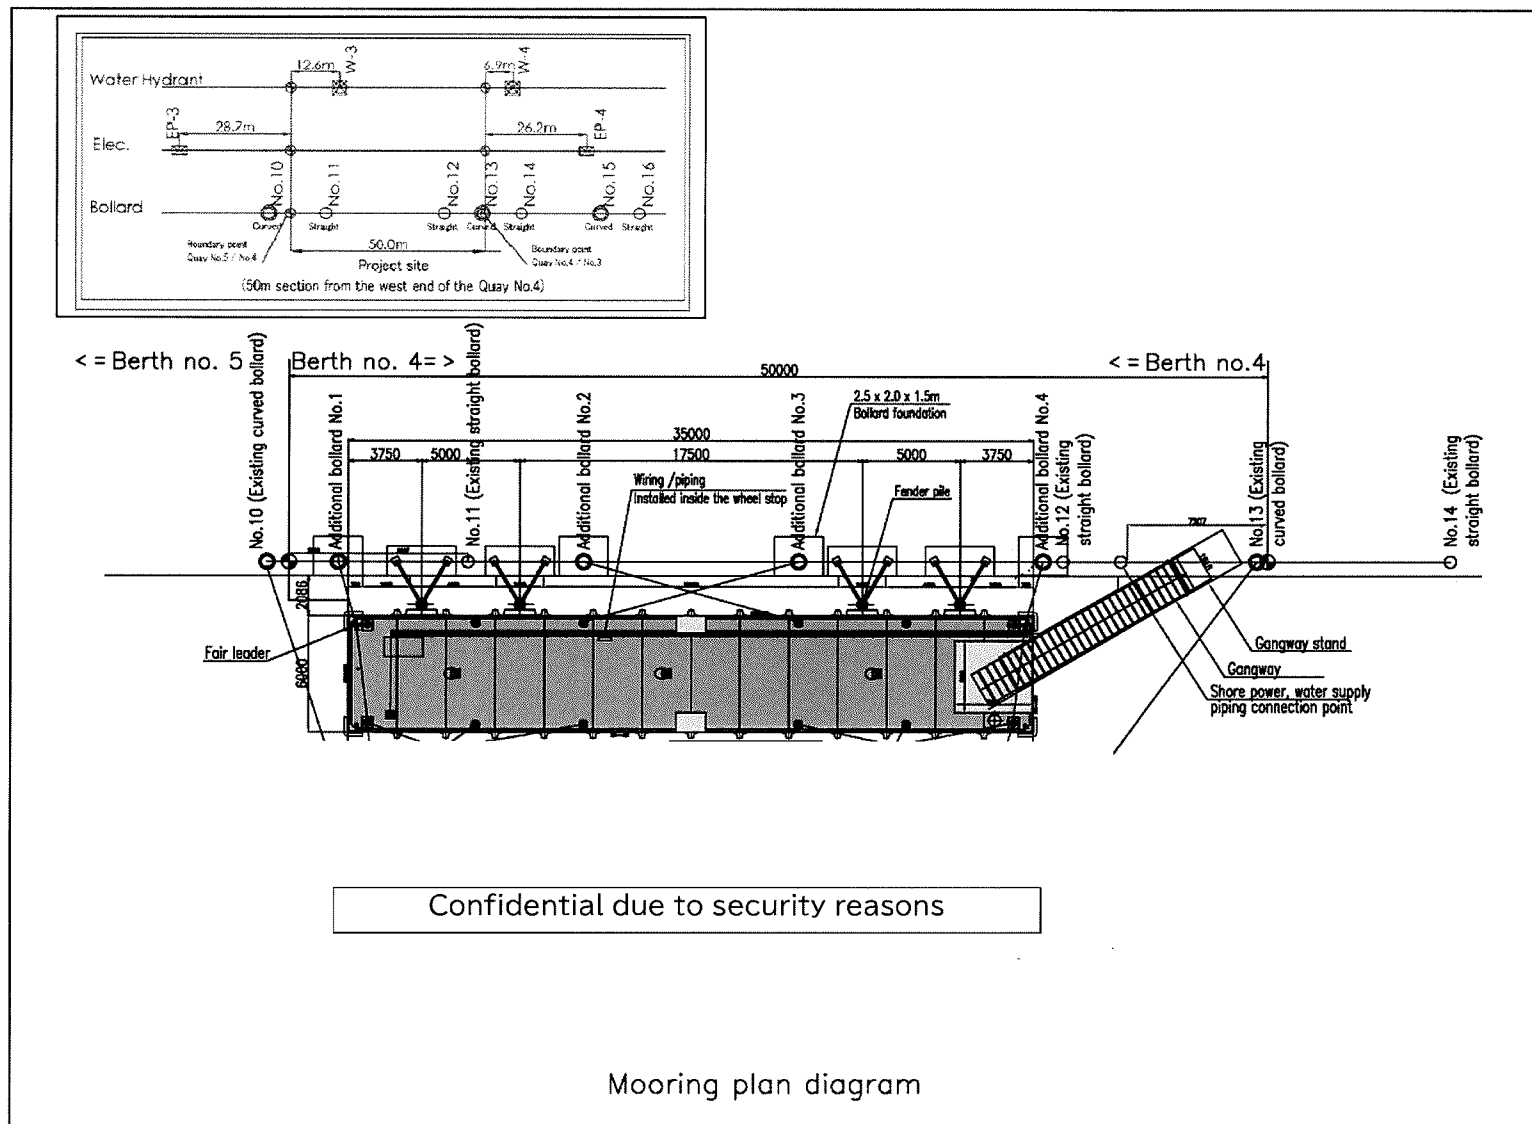 Water Hydrant
12.6m
W-3
6.9m
W-4
Elec.
EP-3
28.7m
26.2m
EP-4
Bollard
No.10
No.11
No.12
No.13
No.14
No.15
No.16
Curved
Straight
Straight
Curved
Straight
Curved
Straight
Boundary point
Quay No.5 / No.4
50.0m
Boundary point
Quay No.4 / No.3
Project site
(50m section from the west end of the Quay No.4)
<=Berth no. 5
Berth no. 4=>
<=Berth no.4
50000
No.10 (Existing curved bollard)
Additional bollard No.1
No.11 (Existing straight bollard)
Additional bollard No.2
Additional bollard No.3
2.5 x 2.0 x 1.5m
Bollard foundation
Additional bollard No.4
No.12 (Existing
straight bollard)
No.13 (Existing
curved bollard)
No.14 (Existing
straight bollard)
35000
3750
5000
17500
5000
3750
Wiring /piping
Installed inside the wheel stop
Fender pile
2086
6000
Fair leader
Gangway stand
Gangway
Shore power, water supply
piping connection point
Confidential due to security reasons
Mooring plan diagram